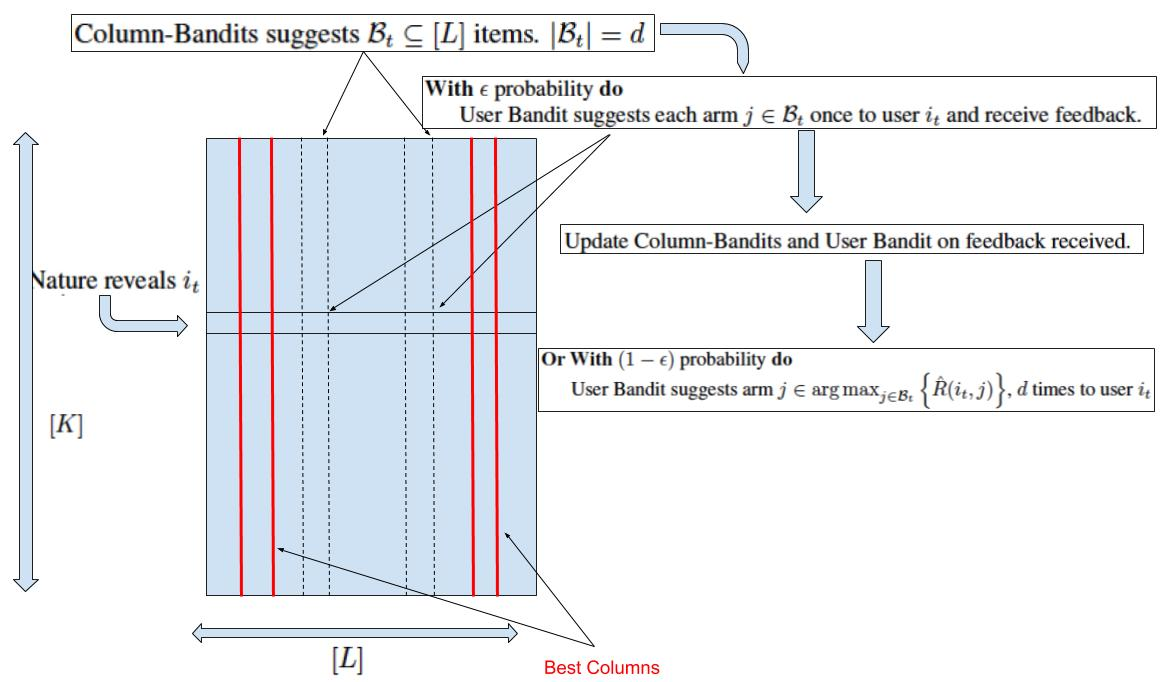 Column-Bandits suggests $\mathcal{B}_t \subseteq [L]$ items. $|\mathcal{B}_t| = d$
With $\epsilon$ probability do
User Bandit suggests each arm $j \in \mathcal{B}_t$ once to user $i_t$ and receive feedback.
Update Column-Bandits and User Bandit on feedback received.
Nature reveals $i_t$
Or With $(1 - \epsilon)$ probability do
User Bandit suggests arm $j \in \arg\max_{j \in \mathcal{B}_t} \left\{ \hat{R}(i_t, j) \right\}$, $d$ times to user $i_t$
$[K]$
$[L]$
Best Columns